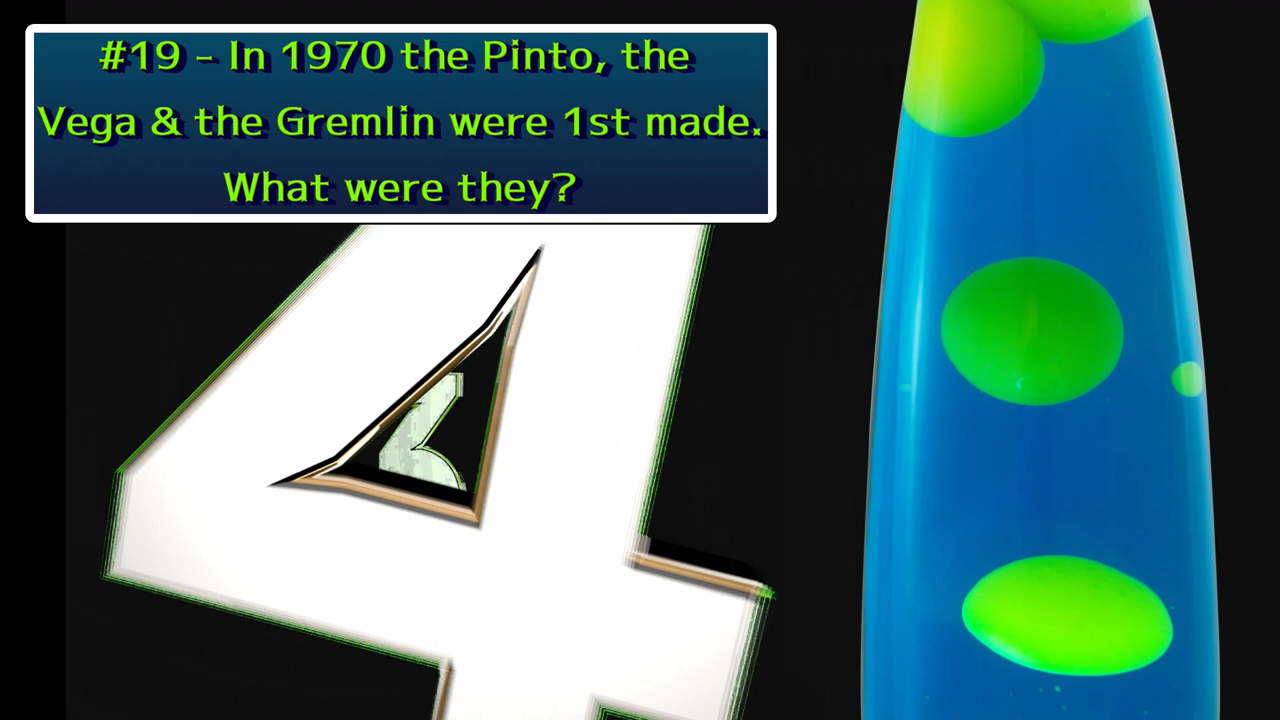 #19 - In 1970 the Pinto, the
Vega & the Gremlin were 1st made.
What were they?
4